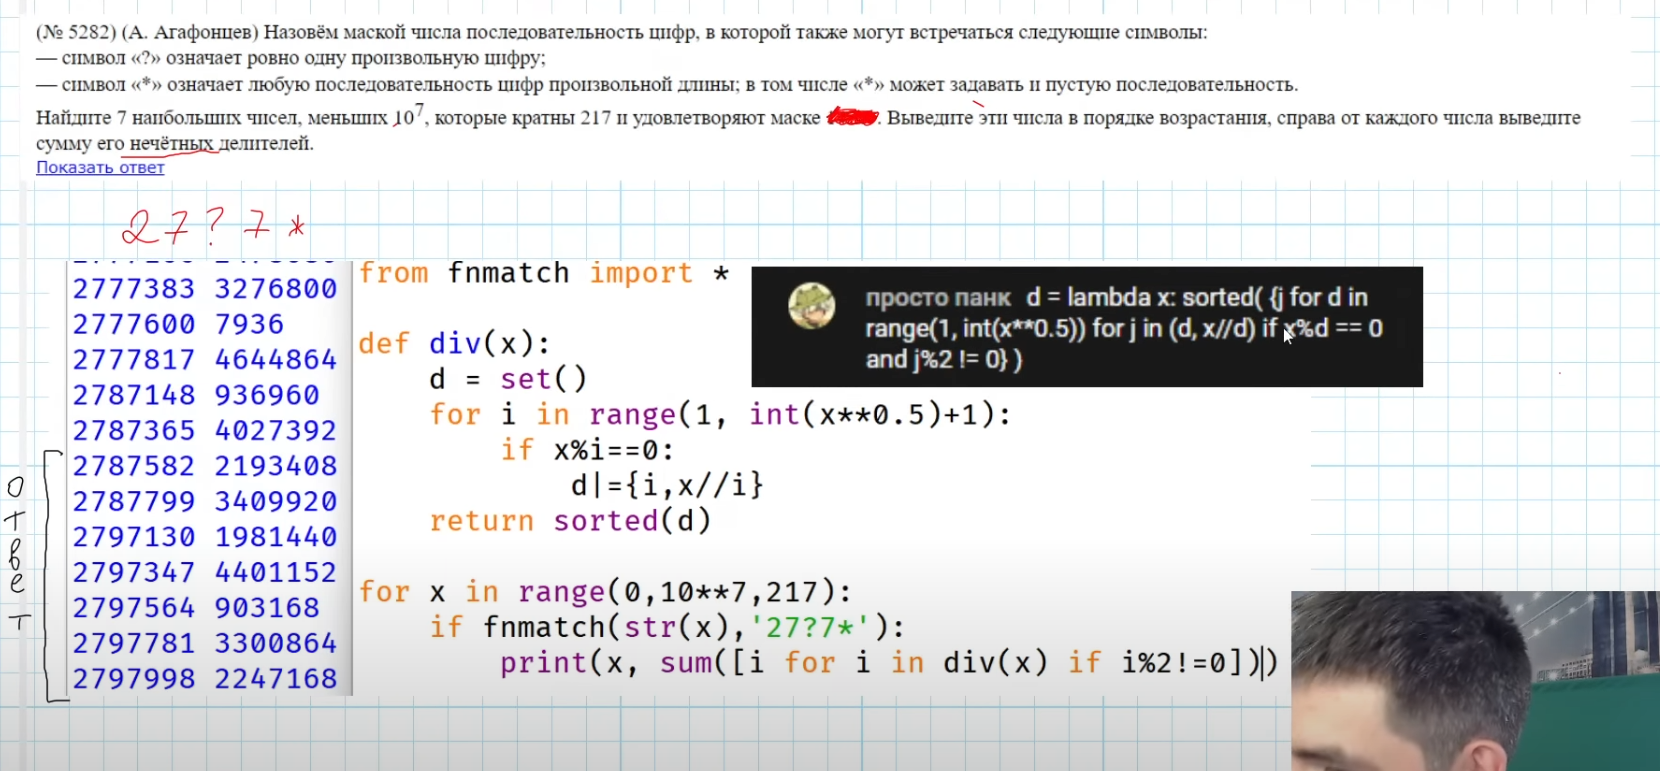 (№ 5282) (А. Агафонцев) Назовём маской числа последовательность цифр, в которой также могут встречаться следующие символы:
— символ «?» означает ровно одну произвольную цифру;
— символ «*» означает любую последовательность цифр произвольной длины; в том числе «*» может задавать и пустую последовательность.
Найдите 7 наибольших чисел, меньших 10^7, которые кратны 217 и удовлетворяют маске . Выведите эти числа в порядке возрастания, справа от каждого числа выведите
сумму его нечётных делителей.
Показать ответ
27?7*
2777383 3276800
2777600 7936
2777817 4644864
2787148 936960
2787365 4027392
2787582 2193408
2787799 3409920
2797130 1981440
2797347 4401152
2797564 903168
2797781 3300864
2797998 2247168
ответ
from fnmatch import *
def div(x):
    d = set()
    for i in range(1, int(x**0.5)+1):
        if x%i==0:
            d|={i,x//i}
    return sorted(d)
for x in range(0,10**7,217):
    if fnmatch(str(x),'27?7*'):
        print(x, sum([i for i in div(x) if i%2!=0]))
просто панк d = lambda x: sorted( {j for d in
range(1, int(x**0.5)) for j in (d, x//d) if x%d == 0
and j%2 != 0} )